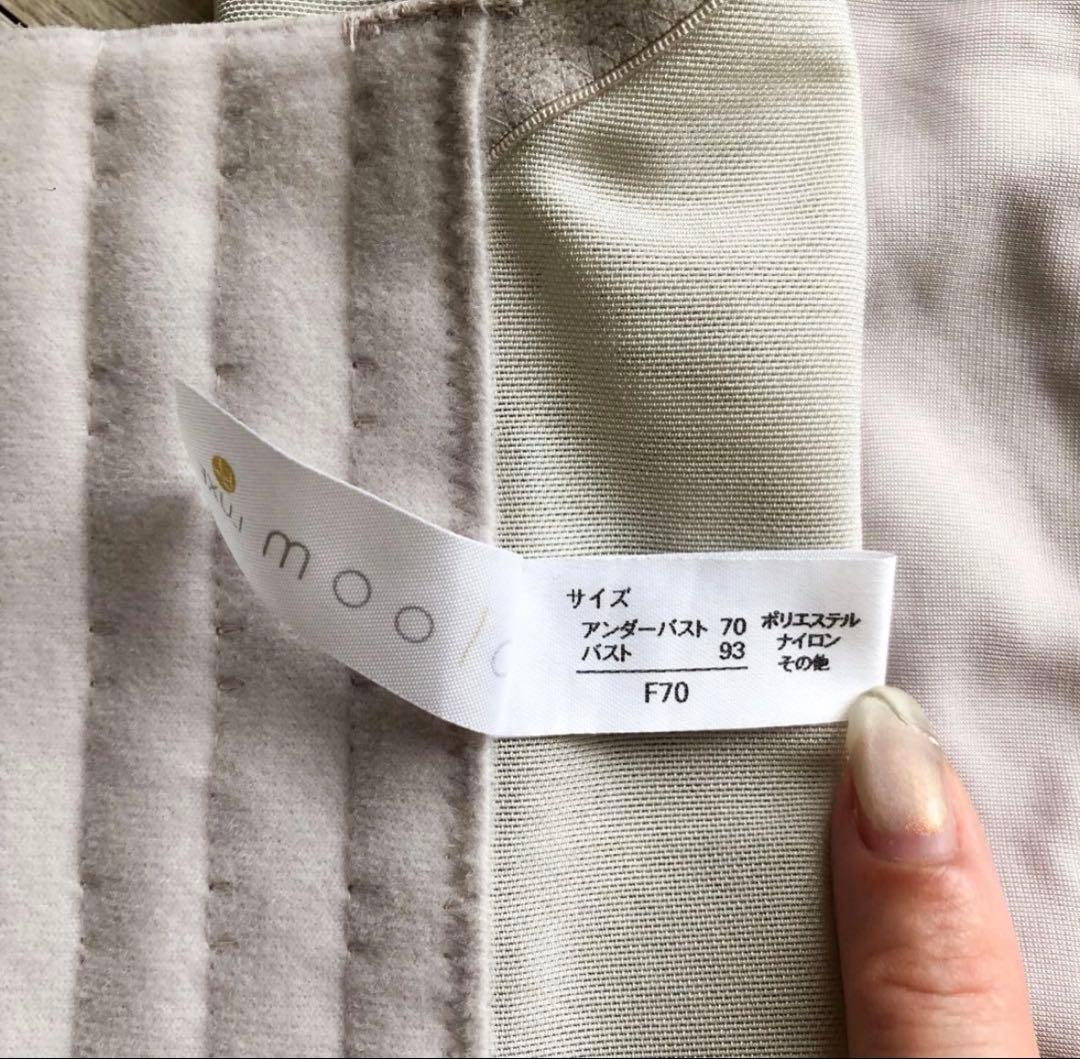 サイズ
アンダーバスト 70
バスト 93
F70
ポリエステル
ナイロン
その他